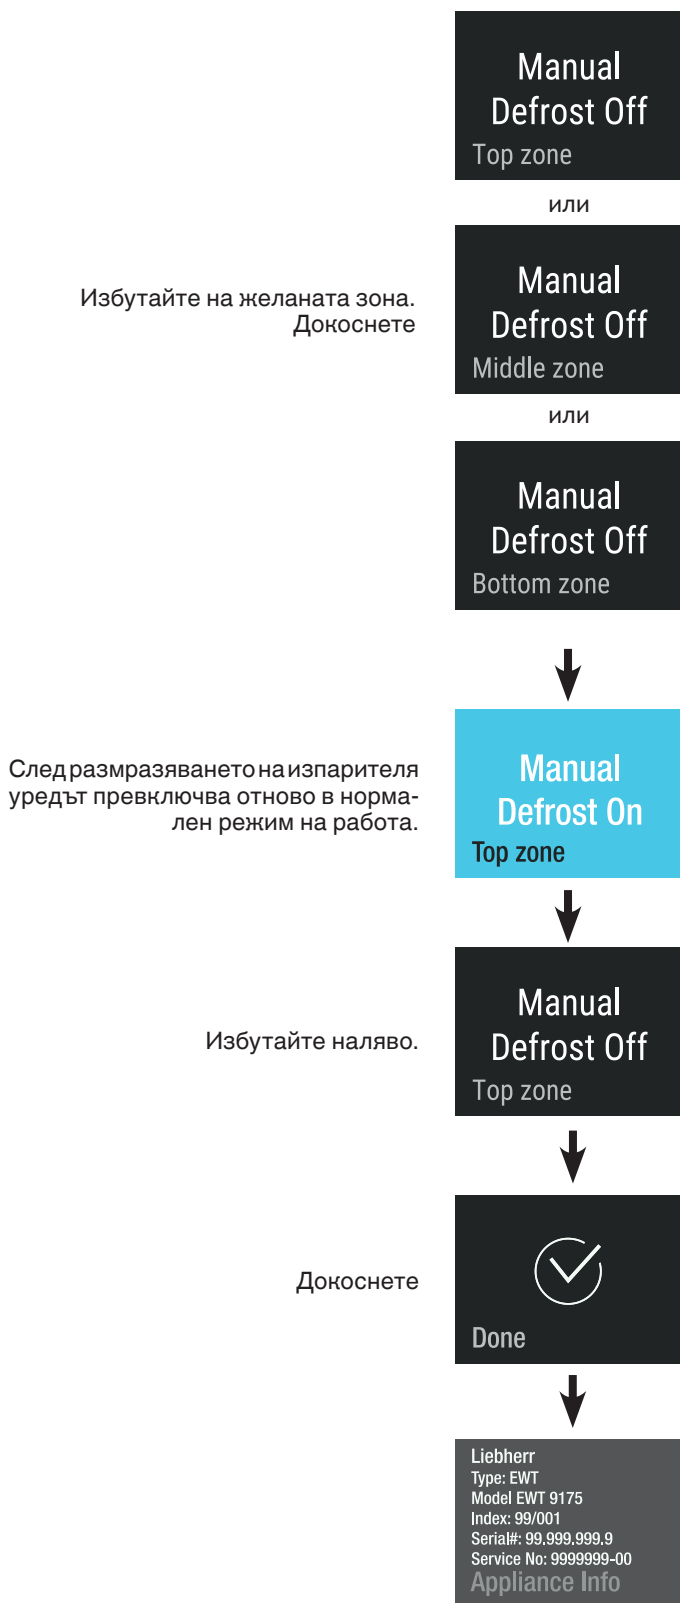 Manual
Defrost Off
Top zone
или
Избутайте на желаната зона.
Докоснете
Manual
Defrost Off
Middle zone
или
Manual
Defrost Off
Bottom zone
След размразяването на изпарителя
уредът превключва отново в норма-
лен режим на работа.
Manual
Defrost On
Top zone
Избутайте наляво.
Manual
Defrost Off
Top zone
Докоснете
Done
Liebherr
Type: EWT
Model EWT 9175
Index: 99/001
Serial#: 99.999.999.9
Service No: 9999999-00
Appliance Info